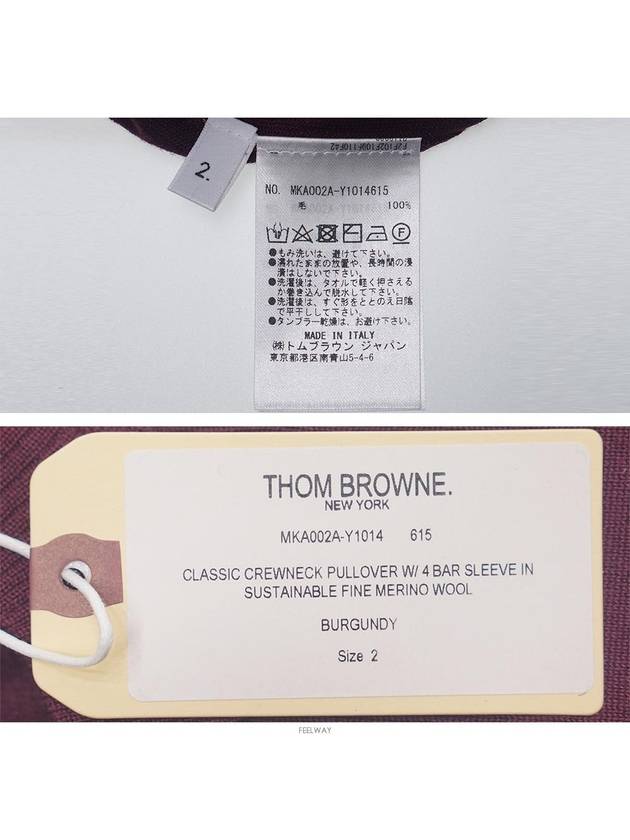 2.
F2F102F109F110F42
NO. MKA002A-Y1014615
毛 100%
●もみ洗いは、避けて下さい。
●濡れたままの放置や、長時間の浸
漬はしないで下さい。
●洗濯後は、タオルで軽く押さえる
か巻き込んで脱水して下さい。
●洗濯後は、すぐ形をととのえ日陰
で平干しして下さい。
●タンブラー乾燥は、お避け下さい。
MADE IN ITALY
㈱トムブラウン ジャパン
東京都港区南青山5-4-6
THOM BROWNE.
NEW YORK
MKA002A-Y1014 615
CLASSIC CREWNECK PULLOVER W/ 4 BAR SLEEVE IN
SUSTAINABLE FINE MERINO WOOL
BURGUNDY
Size 2
FEELWAY